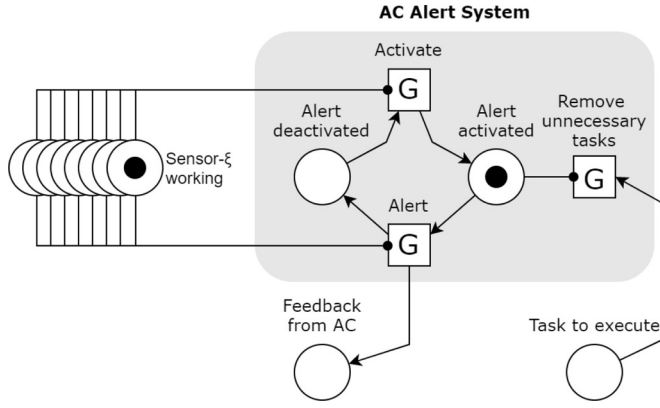 AC Alert System
Activate
G
Alert
deactivated
Alert
activated
Remove
unnecessary
tasks
G
Sensor-ξ
working
Alert
G
Feedback
from AC
Task to execute